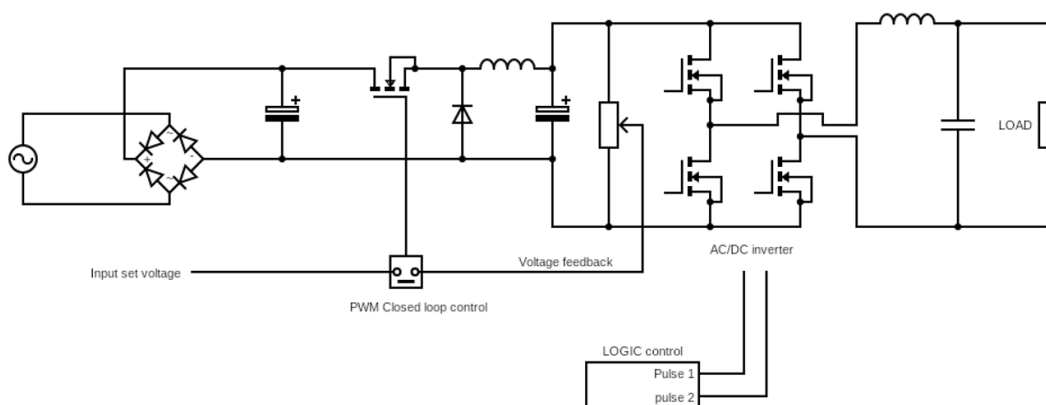 LOAD
AC/DC inverter
Voltage feedback
Input set voltage
PWM Closed loop control
LOGIC control
Pulse 1
pulse 2